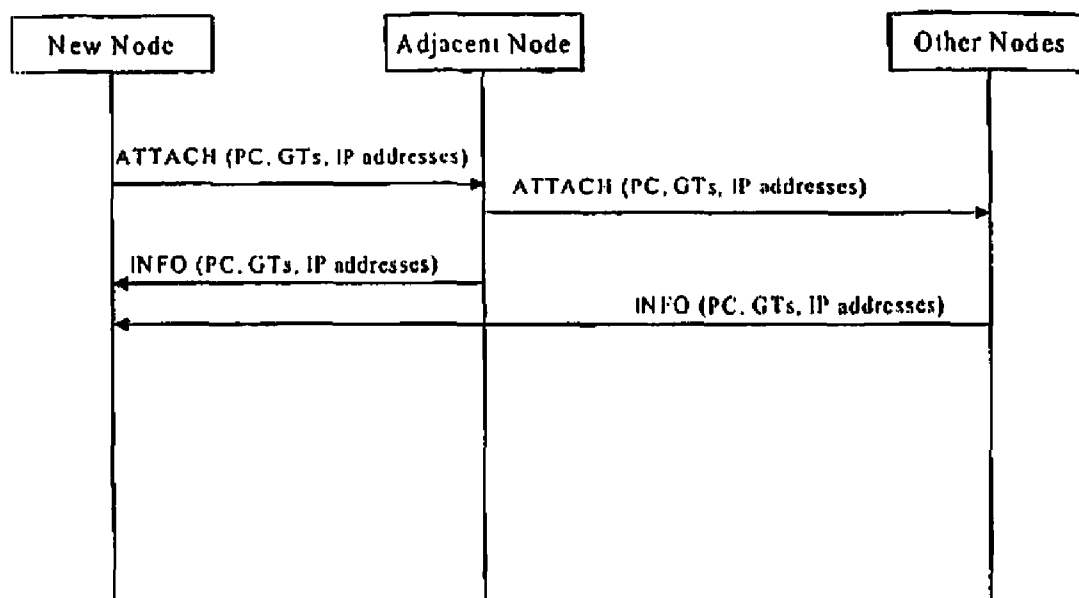 New Node
Adjacent Node
Other Nodes
ATTACH (PC, GTs, IP addresses)
ATTACH (PC, GTs, IP addresses)
INFO (PC, GTs, IP addresses)
INFO (PC, GTs, IP addresses)